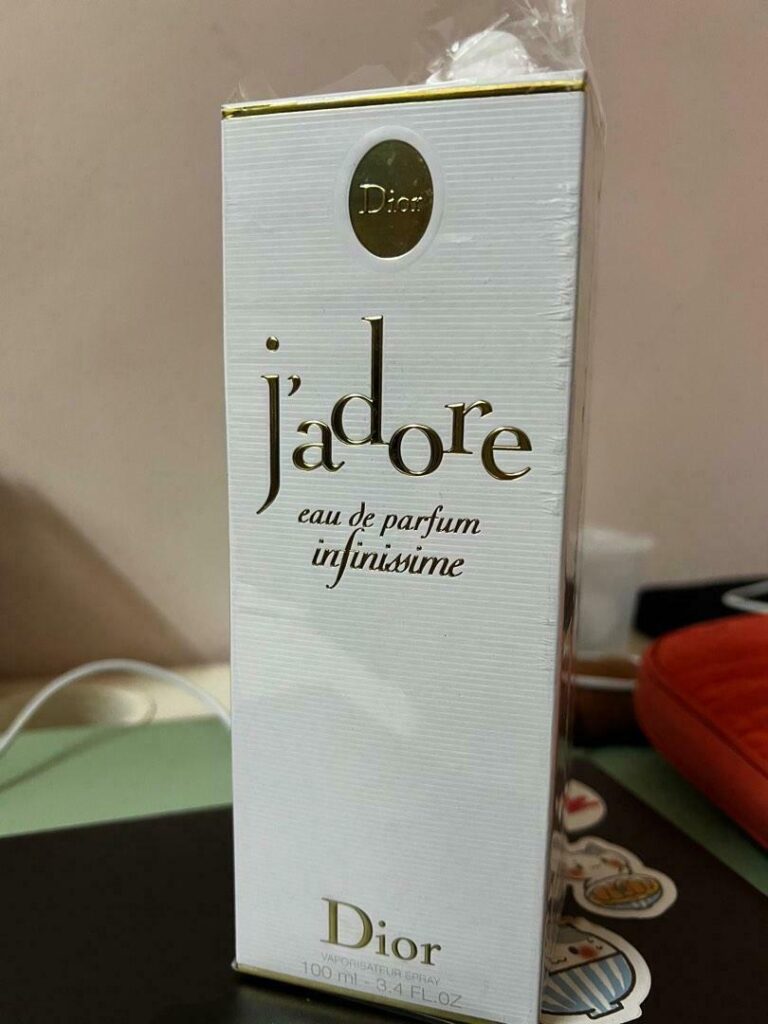 Dior
j'adore
eau de parfum
infinissime
Dior
VAPORISATEUR SPRAY
100 ml - 3.4 FL.OZ